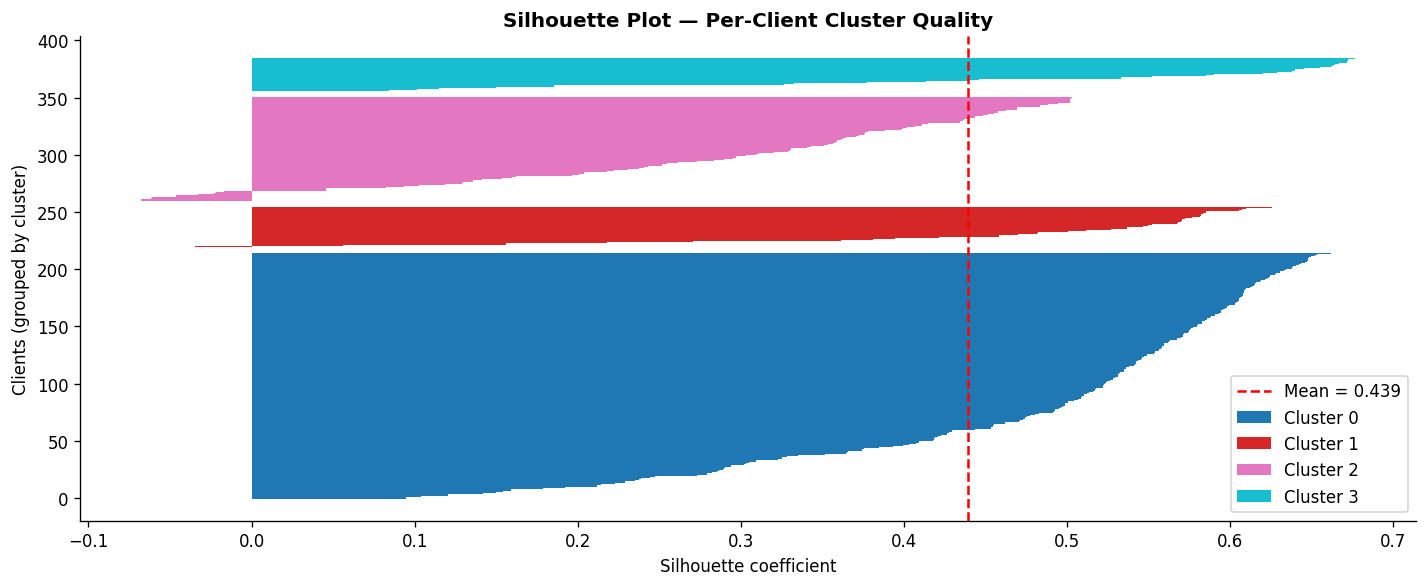 Silhouette Plot — Per-Client Cluster Quality
Clients (grouped by cluster)
400
350
300
250
200
150
100
50
0
Mean = 0.439
Cluster 0
Cluster 1
Cluster 2
Cluster 3
−0.1 0.0 0.1 0.2 0.3 0.4 0.5 0.6 0.7
Silhouette coefficient